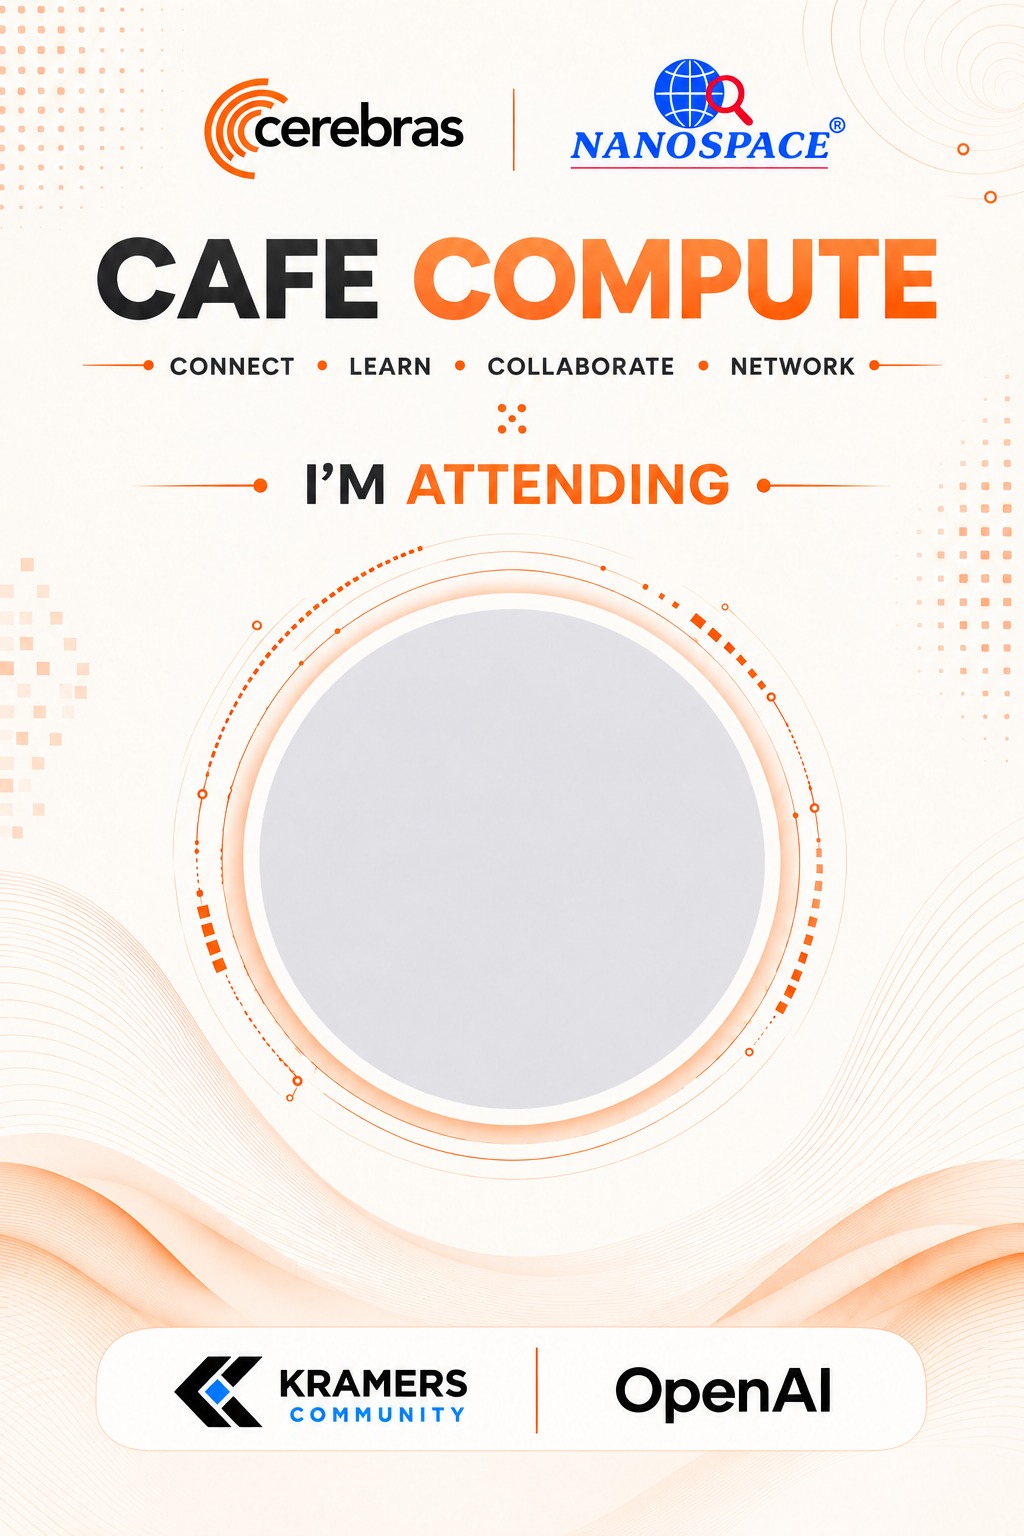 cerebras
NANOSPACE®
CAFE COMPUTE
CONNECT • LEARN • COLLABORATE • NETWORK
I’M ATTENDING
KRAMERS
COMMUNITY
OpenAI